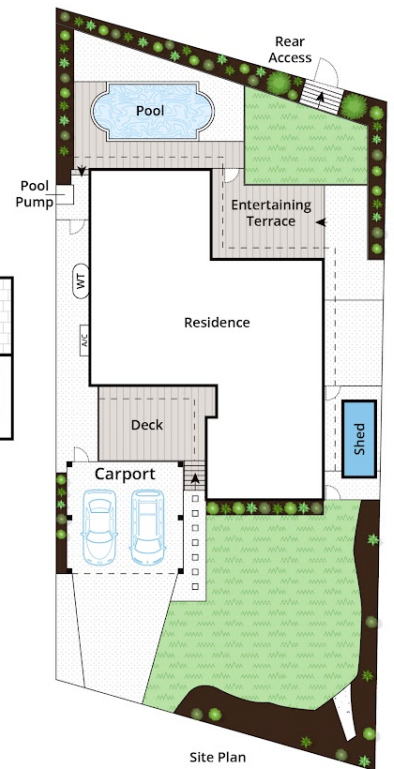 Rear
Access
Pool
Pool
Pump
Entertaining
Terrace
WT
Residence
A/C
Deck
Shed
Carport
Site Plan